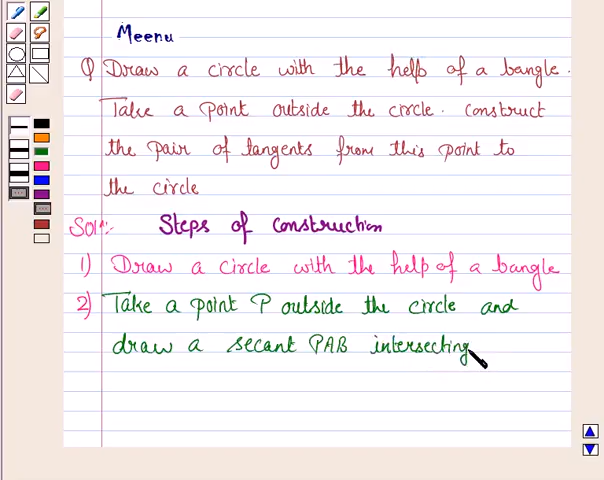 Meenu
Q Draw a circle with the help of a bangle.
Take a point outside the circle. Construct
the pair of tangents from this point to
the circle
Sol:- Steps of construction
1) Draw a circle with the help of a bangle
2) Take a point P outside the circle and
draw a secant PAB intersecting